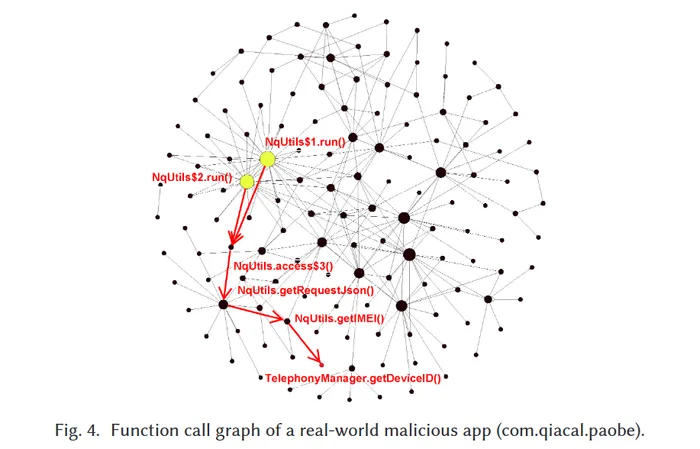 NqUtils$1.run()
NqUtils$2.run()
NqUtils.access$3()
NqUtils.getRequestJson()
NqUtils.getIMEI()
TelephonyManager.getDeviceID()
Fig. 4. Function call graph of a real-world malicious app (com.qiacal.paobe).